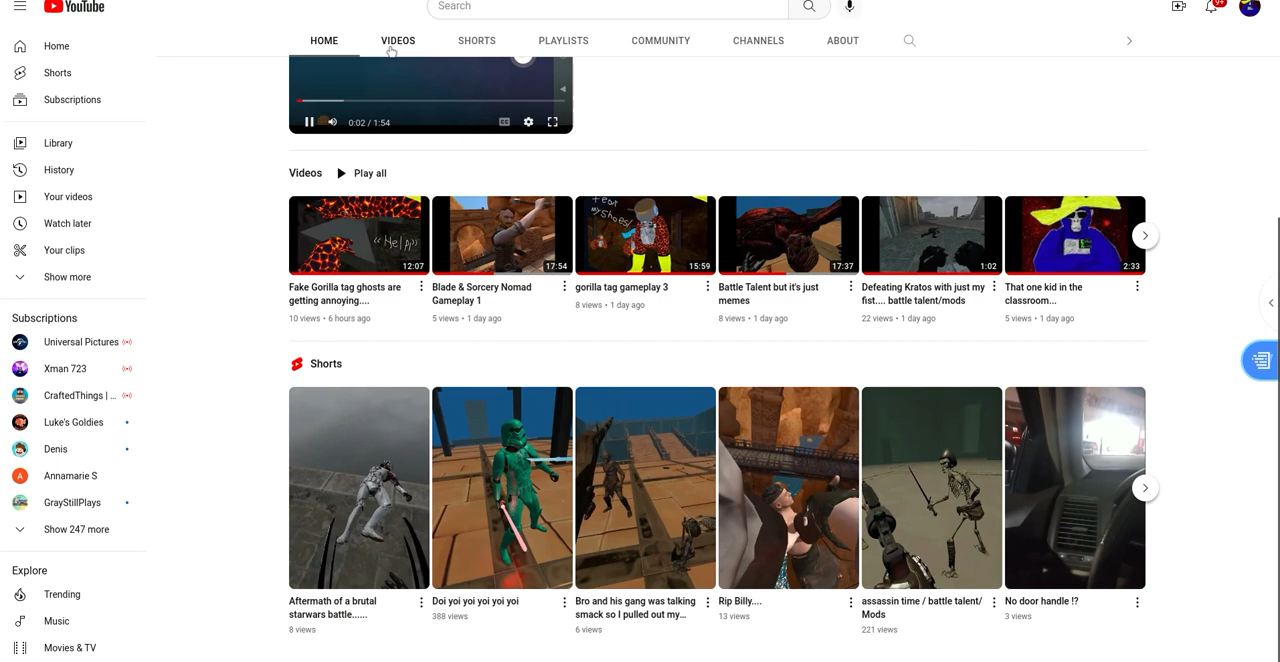 YouTube
Search
9+
Home
Shorts
Subscriptions
Library
History
Your videos
Watch later
Your clips
Show more
Subscriptions
Universal Pictures
Xman 723
CraftedThings | ...
Luke's Goldies
Denis
A Annamarie S
GrayStillPlays
Show 247 more
Explore
Trending
Music
Movies & TV
HOME VIDEOS SHORTS PLAYLISTS COMMUNITY CHANNELS ABOUT
0:02 / 1:54
CC
Videos Play all
"Help"
12:07
Fake Gorilla tag ghosts are
getting annoying....
10 views • 6 hours ago
17:54
Blade & Sorcery Nomad
Gameplay 1
5 views • 1 day ago
my shoes!
15:59
gorilla tag gameplay 3
8 views • 1 day ago
17:37
Battle Talent but it's just
memes
8 views • 1 day ago
1:02
Defeating Kratos with just my
fist.... battle talent/mods
22 views • 1 day ago
2:33
That one kid in the
classroom...
5 views • 1 day ago
Shorts
Aftermath of a brutal
starwars battle......
8 views
Doi yoi yoi yoi yoi yoi
388 views
Bro and his gang was talking
smack so I pulled out my...
6 views
Rip Billy....
13 views
assassin time / battle talent/
Mods
221 views
No door handle !?
3 views